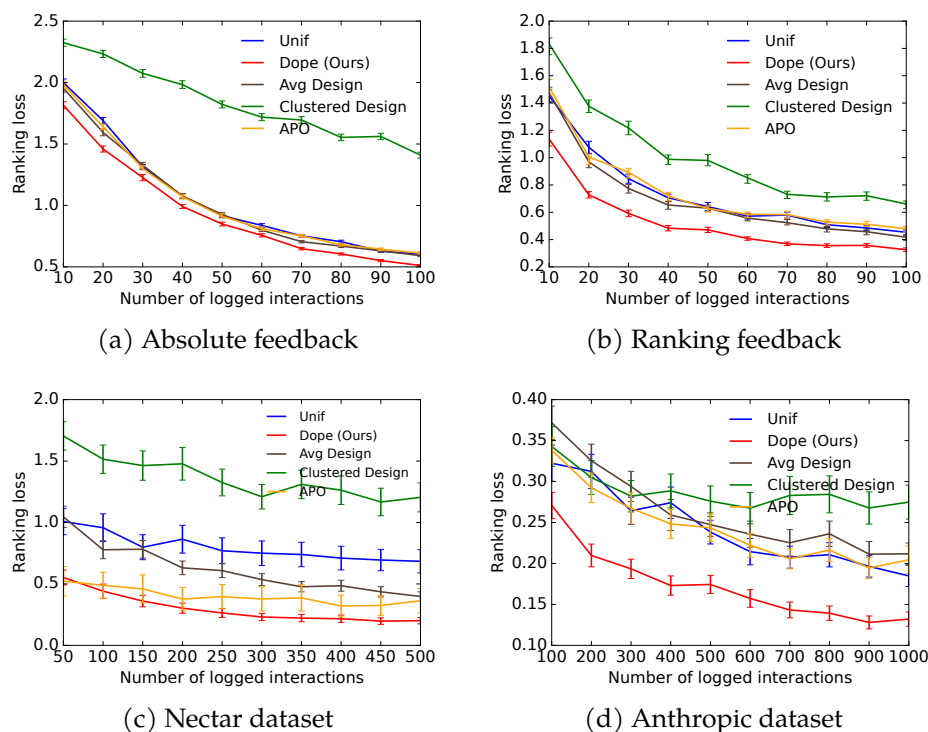 2.5
2.0
1.5
1.0
0.5
Ranking loss
10 20 30 40 50 60 70 80 90 100
Number of logged interactions
Unif
Dope (Ours)
Avg Design
Clustered Design
APO
(a) Absolute feedback
2.0
1.8
1.6
1.4
1.2
1.0
0.8
0.6
0.4
0.2
Ranking loss
10 20 30 40 50 60 70 80 90 100
Number of logged interactions
Unif
Dope (Ours)
Avg Design
Clustered Design
APO
(b) Ranking feedback
2.0
1.5
1.0
0.5
0.0
Ranking loss
50 100 150 200 250 300 350 400 450 500
Number of logged interactions
Unif
Dope (Ours)
Avg Design
Clustered Design
APO
(c) Nectar dataset
0.40
0.35
0.30
0.25
0.20
0.15
0.10
Ranking loss
100 200 300 400 500 600 700 800 900 1000
Number of logged interactions
Unif
Dope (Ours)
Avg Design
Clustered Design
APO
(d) Anthropic dataset